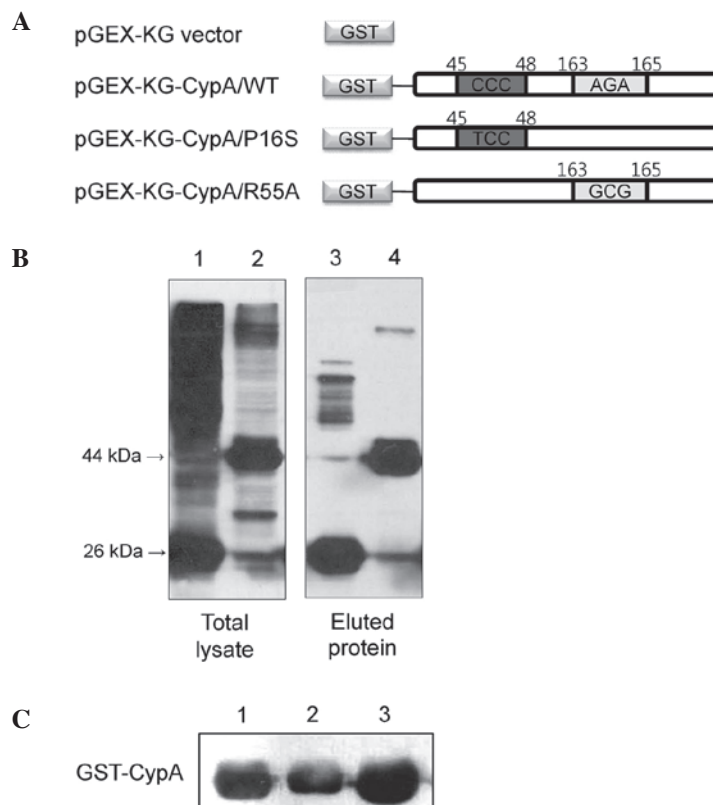 A
pGEX-KG vector GST
45 48 163 165
pGEX-KG-CypA/WT GST CCC AGA
45 48
pGEX-KG-CypA/P16S GST TCC
163 165
pGEX-KG-CypA/R55A GST GCG
B
1 2 3 4
44 kDa →
26 kDa →
Total lysate
Eluted protein
C
1 2 3
GST-CypA